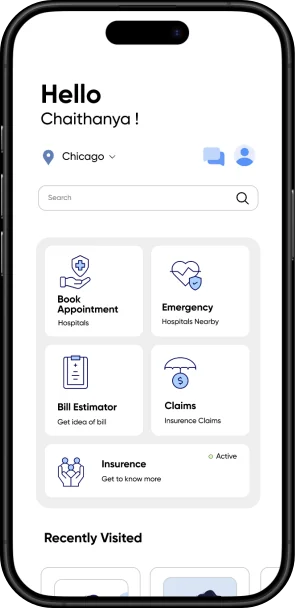 Hello
Chaithanya !
Chicago
Search
Book
Appointment
Hospitals
Emergency
Hospitals Nearby
Bill Estimator
Get idea of bill
Claims
$
Insurence Claims
Insurence
Active
Get to know more
Recently Visited